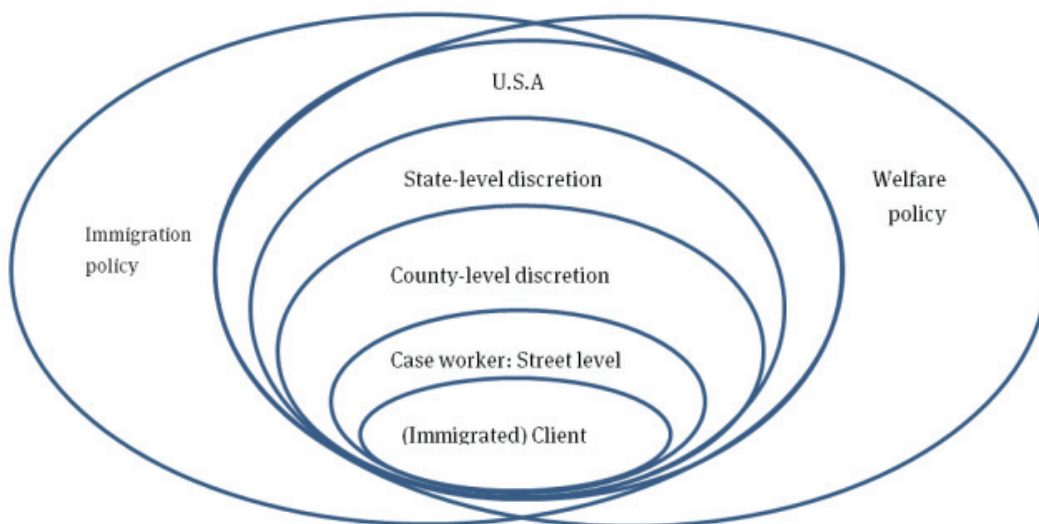 U.S.A
State-level discretion
Welfare
policy
Immigration
policy
County-level discretion
Case worker: Street level
(Immigrated) Client